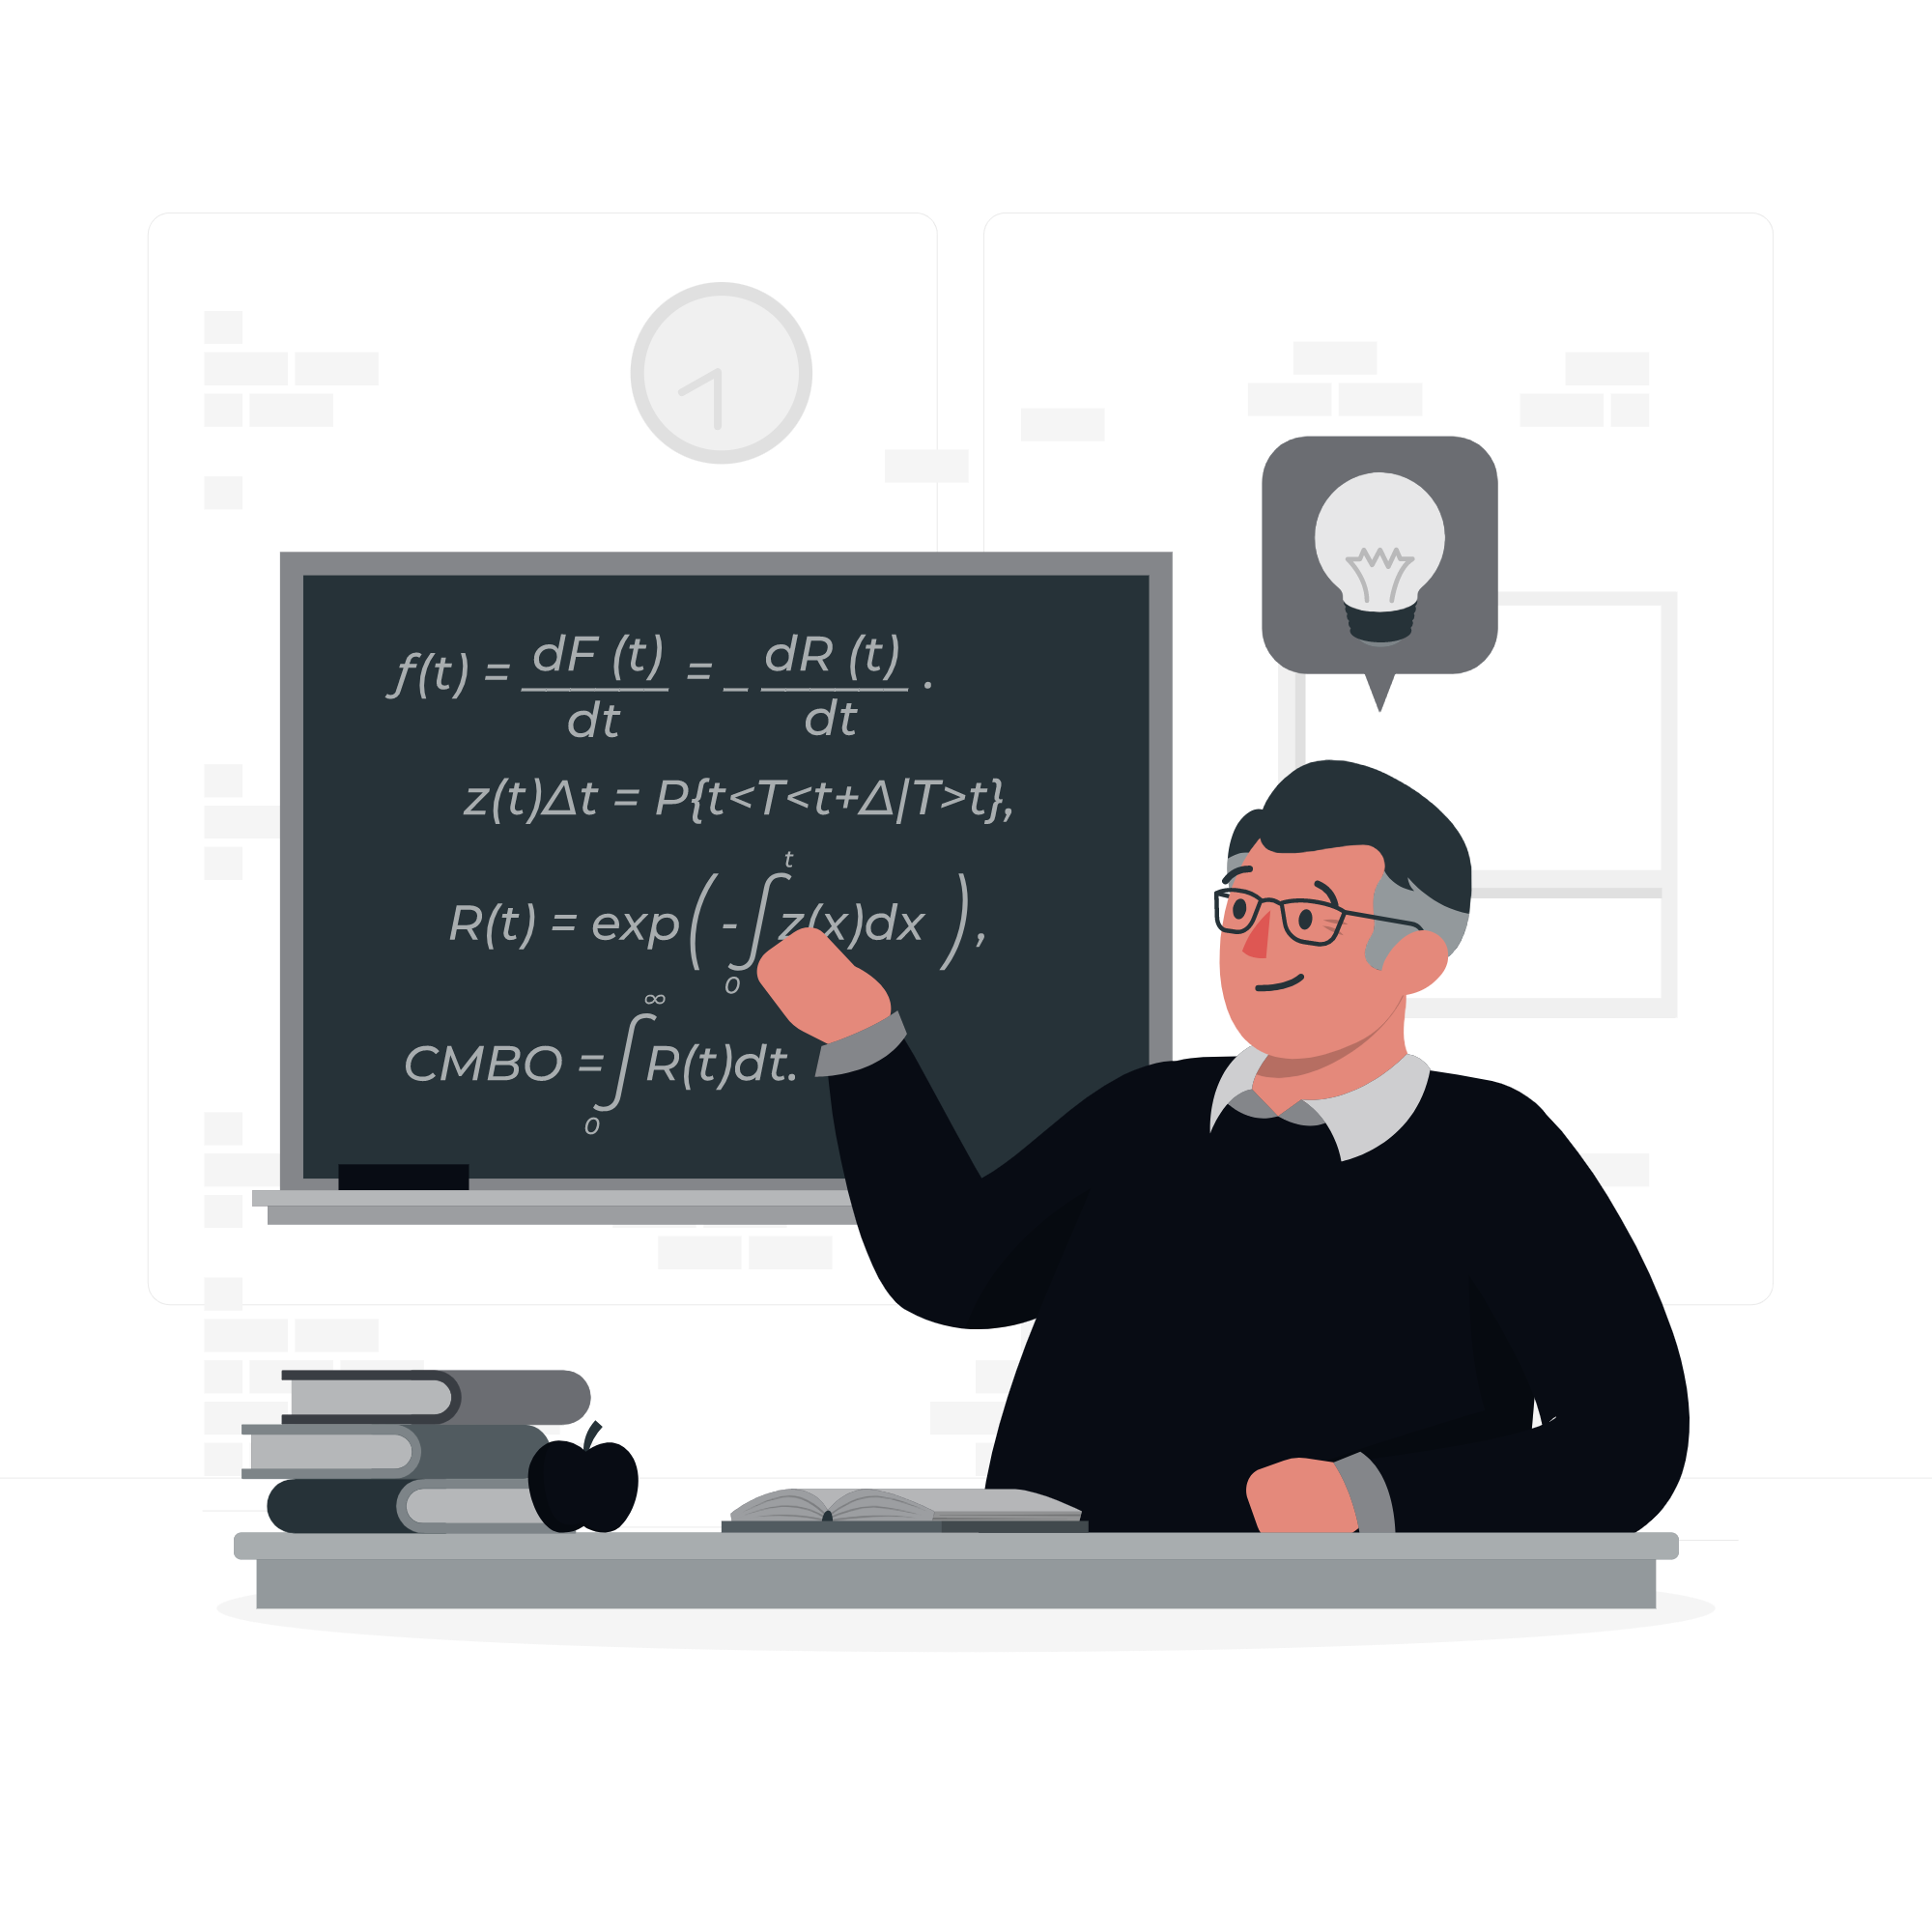 f(t) = dF (t) / dt = _ dR (t) / dt .
z(t)Δt = P{t<T<t+Δ|T>t},
R(t) = exp ( - ∫₀ᵗ z(x)dx ) ,
CMBO = ∫₀^∞ R(t)dt.